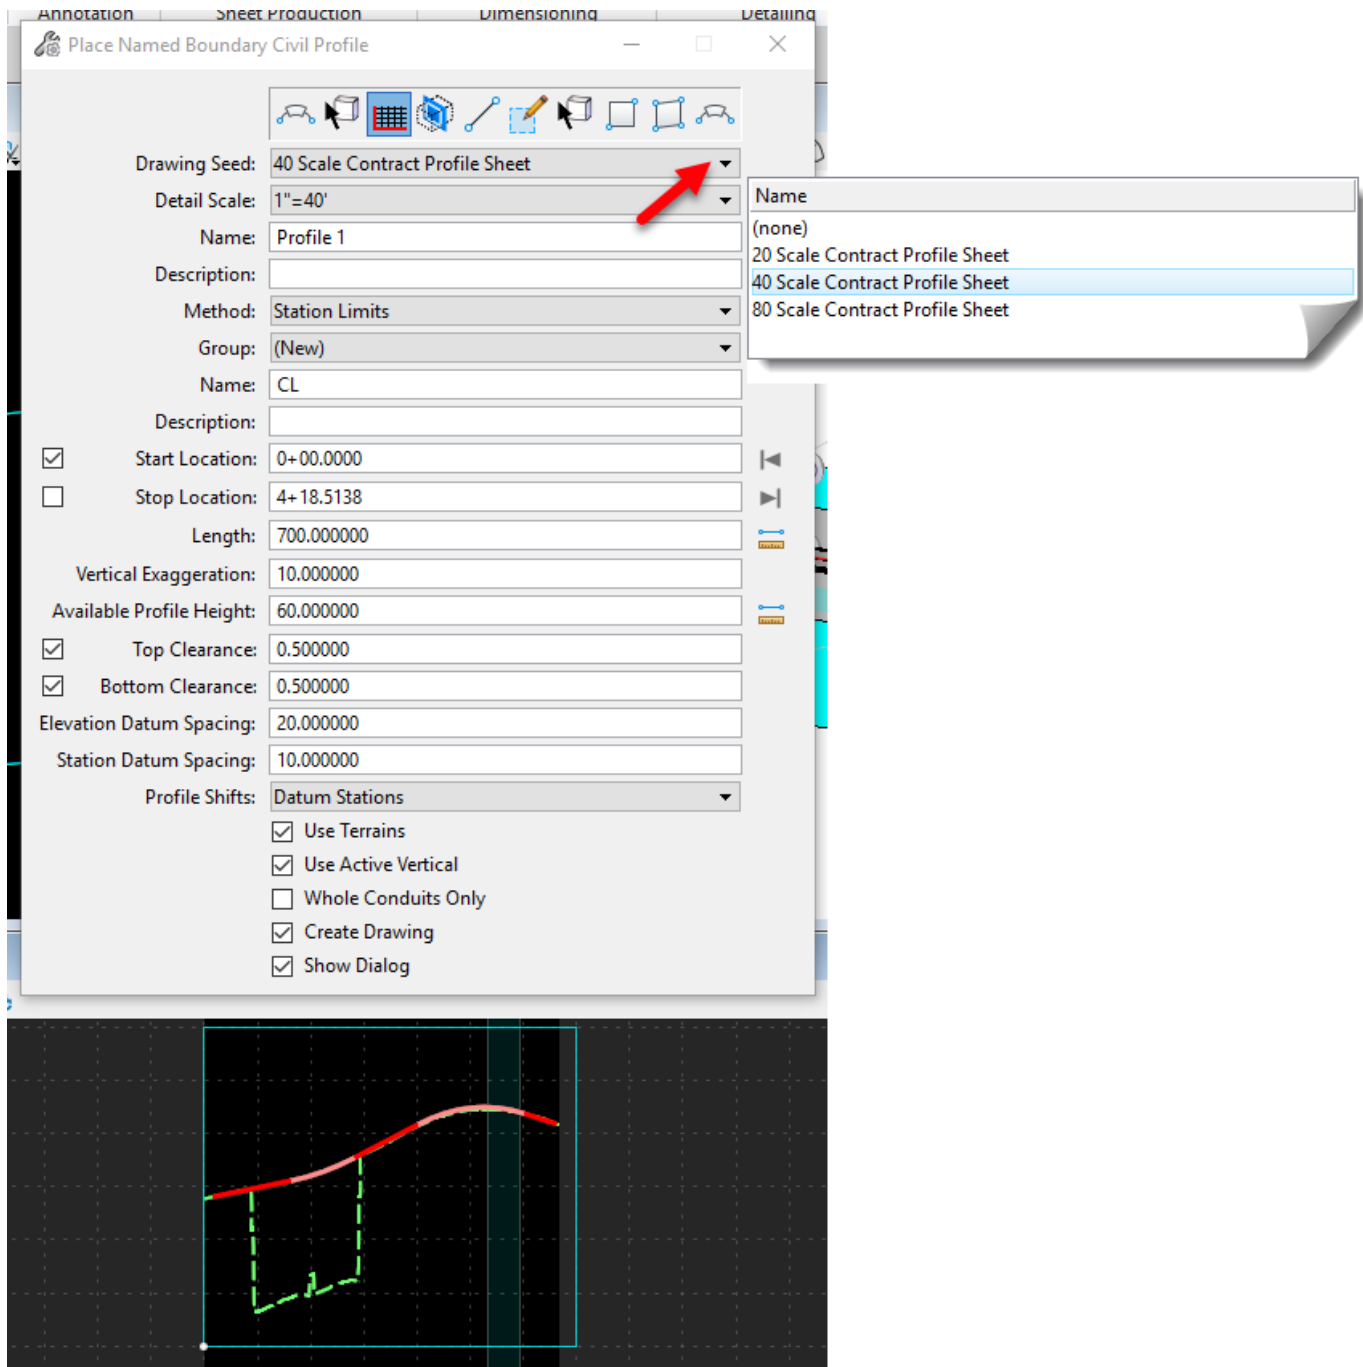 Annotation Sheet Production Dimensioning Detailing
Place Named Boundary Civil Profile
Drawing Seed: 40 Scale Contract Profile Sheet
Detail Scale: 1"=40'
Name: Profile 1
Description:
Method: Station Limits
Group: (New)
Name: CL
Description:
Start Location: 0+00.0000
Stop Location: 4+18.5138
Length: 700.000000
Vertical Exaggeration: 10.000000
Available Profile Height: 60.000000
Top Clearance: 0.500000
Bottom Clearance: 0.500000
Elevation Datum Spacing: 20.000000
Station Datum Spacing: 10.000000
Profile Shifts: Datum Stations
Use Terrains
Use Active Vertical
Whole Conduits Only
Create Drawing
Show Dialog
Name
(none)
20 Scale Contract Profile Sheet
40 Scale Contract Profile Sheet
80 Scale Contract Profile Sheet